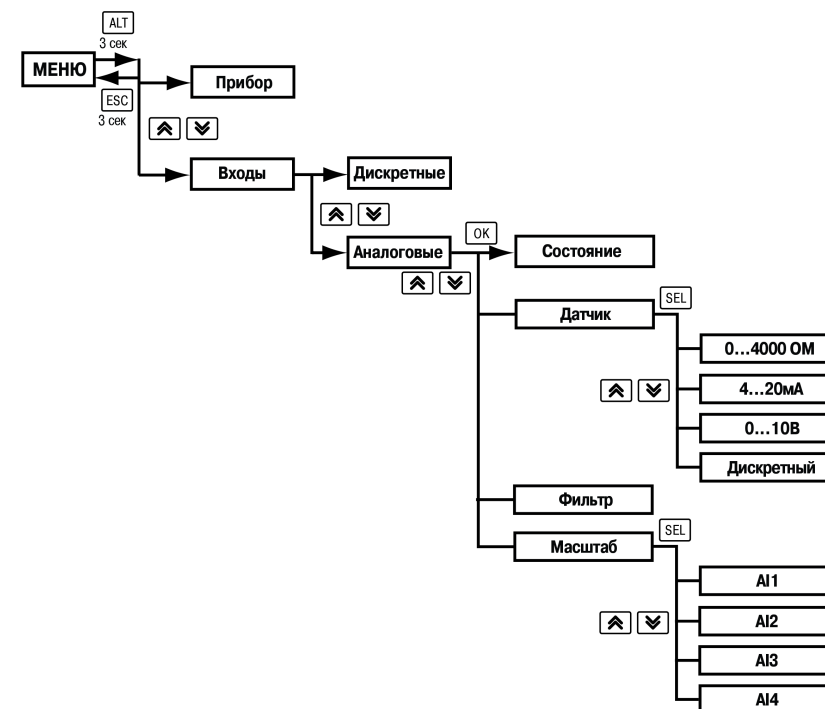 ALT
3 сек
МЕНЮ
Прибор
ESC
3 сек
Входы
Дискретные
OK
Аналоговые
Состояние
SEL
Датчик
0...4000 ОМ
4...20мА
0...10В
Дискретный
Фильтр
SEL
Масштаб
AI1
AI2
AI3
AI4